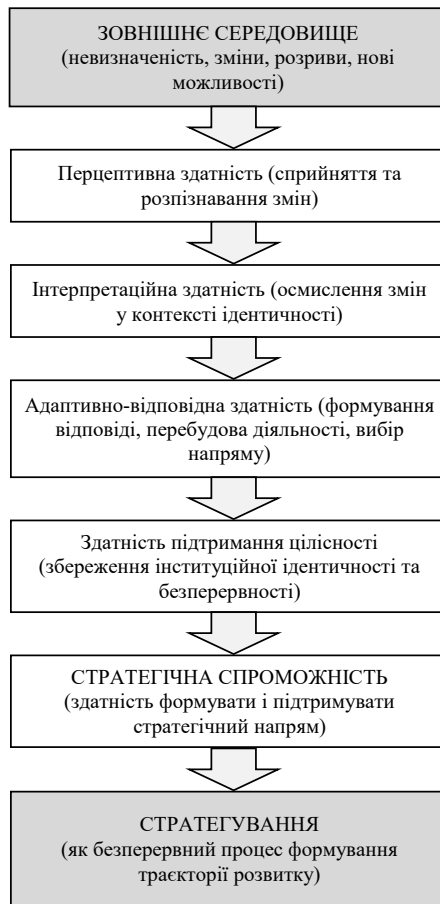 ЗОВНІШНЄ СЕРЕДОВИЩЕ
(невизначеність, зміни, розриви, нові
можливості)
Перцептивна здатність (сприйняття та
розпізнавання змін)
Інтерпретаційна здатність (осмислення змін
у контексті ідентичності)
Адаптивно-відповідна здатність (формування
відповіді, перебудова діяльності, вибір
напряму)
Здатність підтримання цілісності
(збереження інституційної ідентичності та
безперервності)
СТРАТЕГІЧНА СПРОМОЖНІСТЬ
(здатність формувати і підтримувати
стратегічний напрям)
СТРАТЕГУВАННЯ
(як безперервний процес формування
траєкторії розвитку)